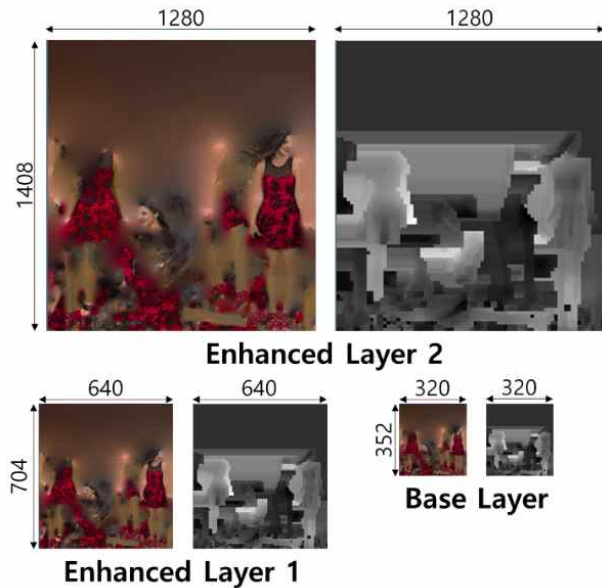 1280 1280
1408
Enhanced Layer 2
640 640 320 320
704 352
Base Layer
Enhanced Layer 1